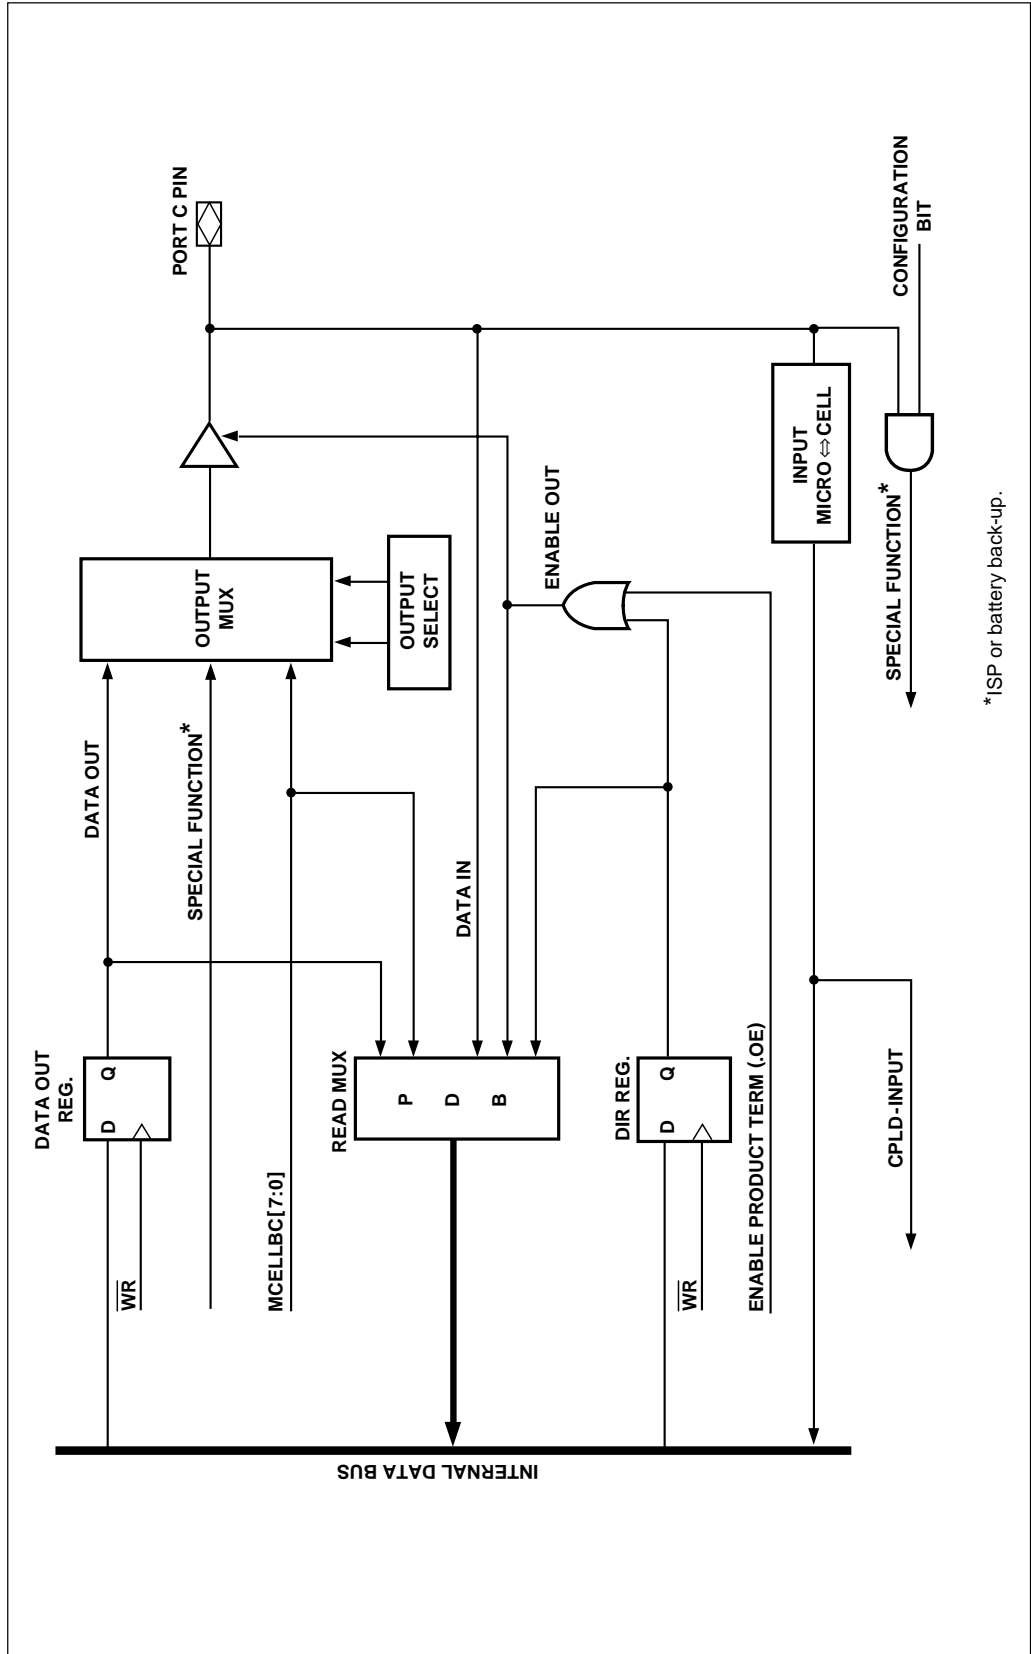 DATA OUT
REG.
D
Q
WR
DATA OUT
SPECIAL FUNCTION*
MCELLBC[7:0]
OUTPUT
MUX
PORT C PIN
OUTPUT
SELECT
READ MUX
P
D
B
DATA IN
ENABLE OUT
DIR REG.
D
Q
WR
ENABLE PRODUCT TERM (.OE)
INPUT
MICRO⇔CELL
CPLD-INPUT
SPECIAL FUNCTION*
CONFIGURATION
BIT
INTERNAL DATA BUS
*ISP or battery back-up.